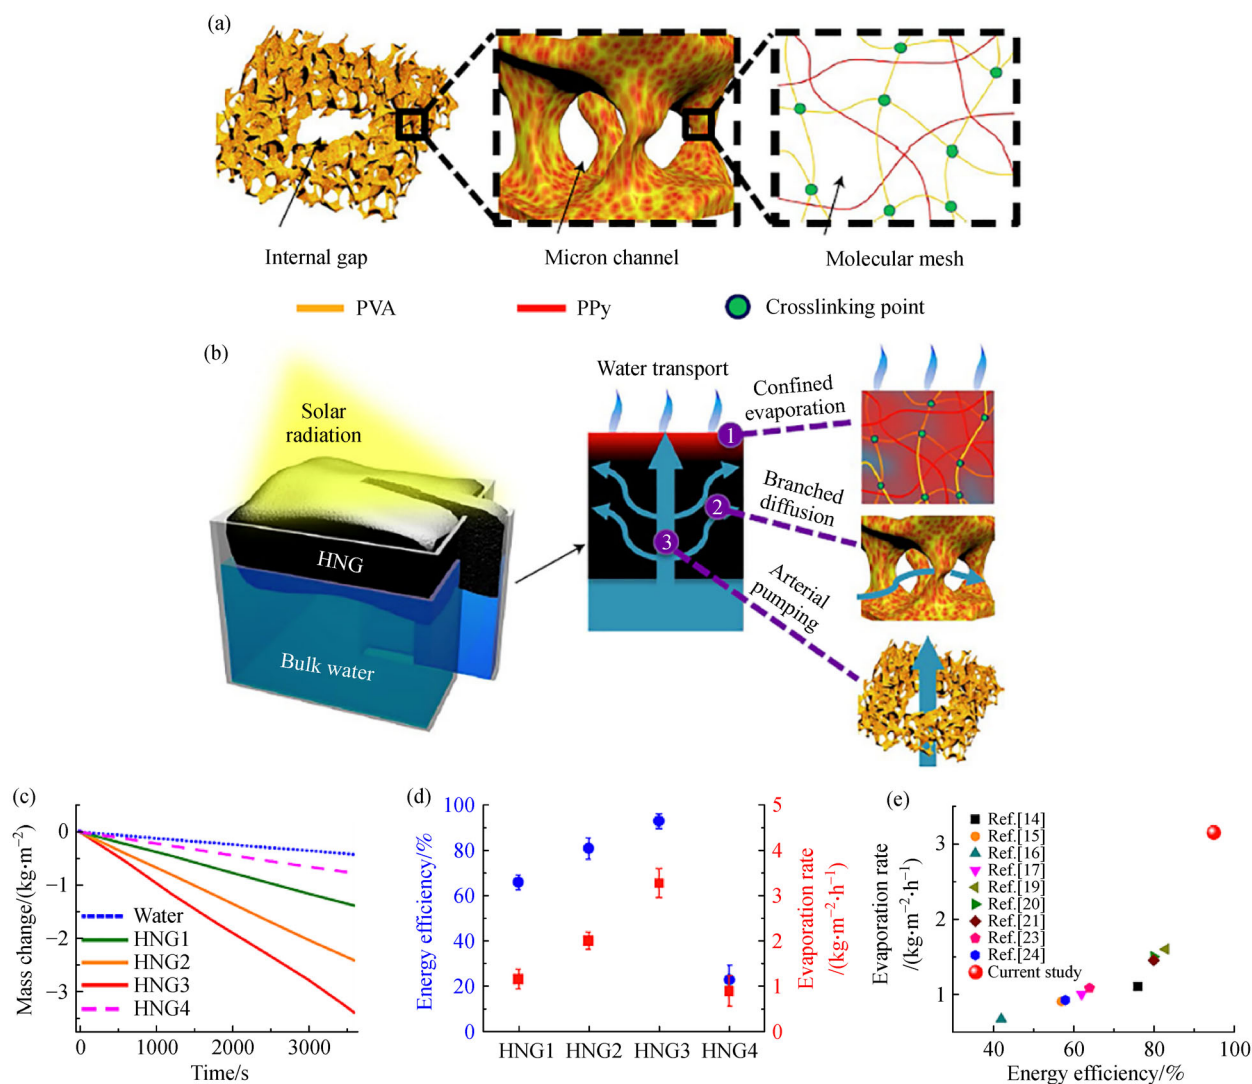 (a)
Internal gap
Micron channel
Molecular mesh
PVA
PPy
Crosslinking point
(b)
Solar
radiation
HNG
Bulk water
Water transport
1
2
3
Confined
evaporation
Branched
diffusion
Arterial
pumping
(c)
Mass change/(kg·m⁻²)
0
−1
−2
−3
Water
HNG1
HNG2
HNG3
HNG4
0 1000 2000 3000
Time/s
(d)
Energy efficiency/%
100
80
60
40
20
0
HNG1 HNG2 HNG3 HNG4
5
4
3
2
1
0
Evaporation rate
/(kg·m⁻²·h⁻¹)
(e)
Evaporation rate
/(kg·m⁻²·h⁻¹)
3
2
1
Ref.[14]
Ref.[15]
Ref.[16]
Ref.[17]
Ref.[19]
Ref.[20]
Ref.[21]
Ref.[23]
Ref.[24]
Current study
40 60 80 100
Energy efficiency/%